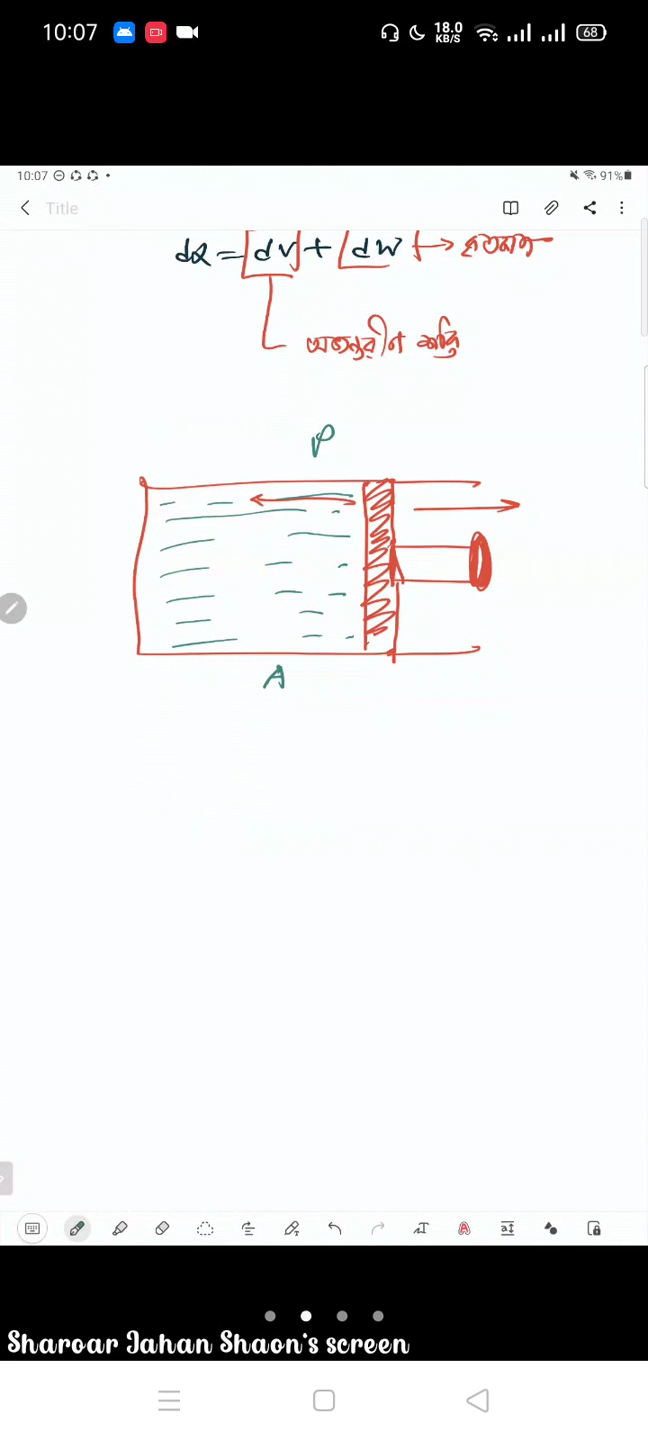 10:07 18.0 KB/S 68
10:07 91%
Title
dQ = dV + dW → কৃতকাজ
অভ্যন্তরীণ শক্তি
P
A
Sharoar Jahan Shaon's screen